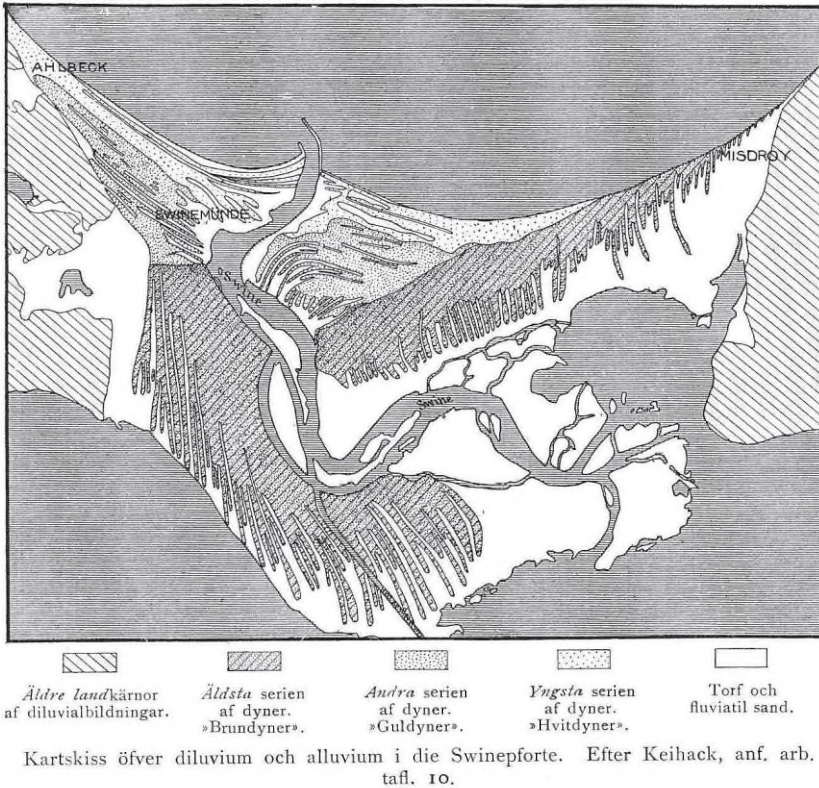 AHLBECK
MISDROY
SWINEMÜNDE
Swine
Swine
Äldre landkärnor
af diluvialbildningar.
Äldsta serien
af dyner.
»Brundyner».
Andra serien
af dyner.
»Guldyner».
Yngsta serien
af dyner.
»Hvitdyner».
Torf och
fluviatil sand.
Kartskiss öfver diluvium och alluvium i die Swinepforte. Efter Keihack, anf. arb.
tafl. 10.